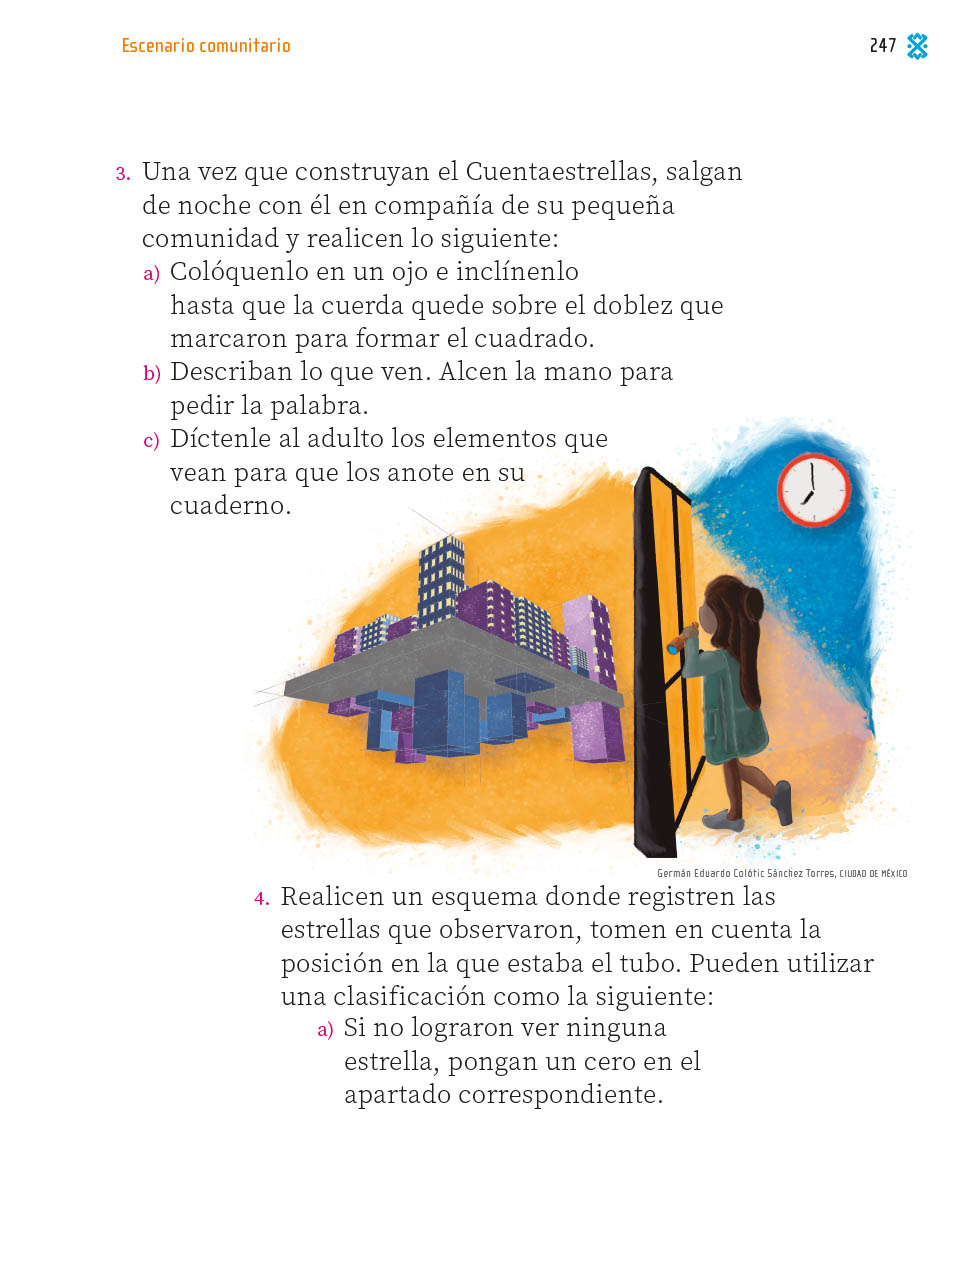 Escenario comunitario
247
3. Una vez que construyan el Cuentaestrellas, salgan
de noche con él en compañía de su pequeña
comunidad y realicen lo siguiente:
a) Colóquenlo en un ojo e inclínenlo
hasta que la cuerda quede sobre el doblez que
marcaron para formar el cuadrado.
b) Describan lo que ven. Alcen la mano para
pedir la palabra.
c) Díctenle al adulto los elementos que
vean para que los anote en su
cuaderno.
Germán Eduardo Colótic Sánchez Torres, CIUDAD DE MÉXICO
4. Realicen un esquema donde registren las
estrellas que observaron, tomen en cuenta la
posición en la que estaba el tubo. Pueden utilizar
una clasificación como la siguiente:
a) Si no lograron ver ninguna
estrella, pongan un cero en el
apartado correspondiente.